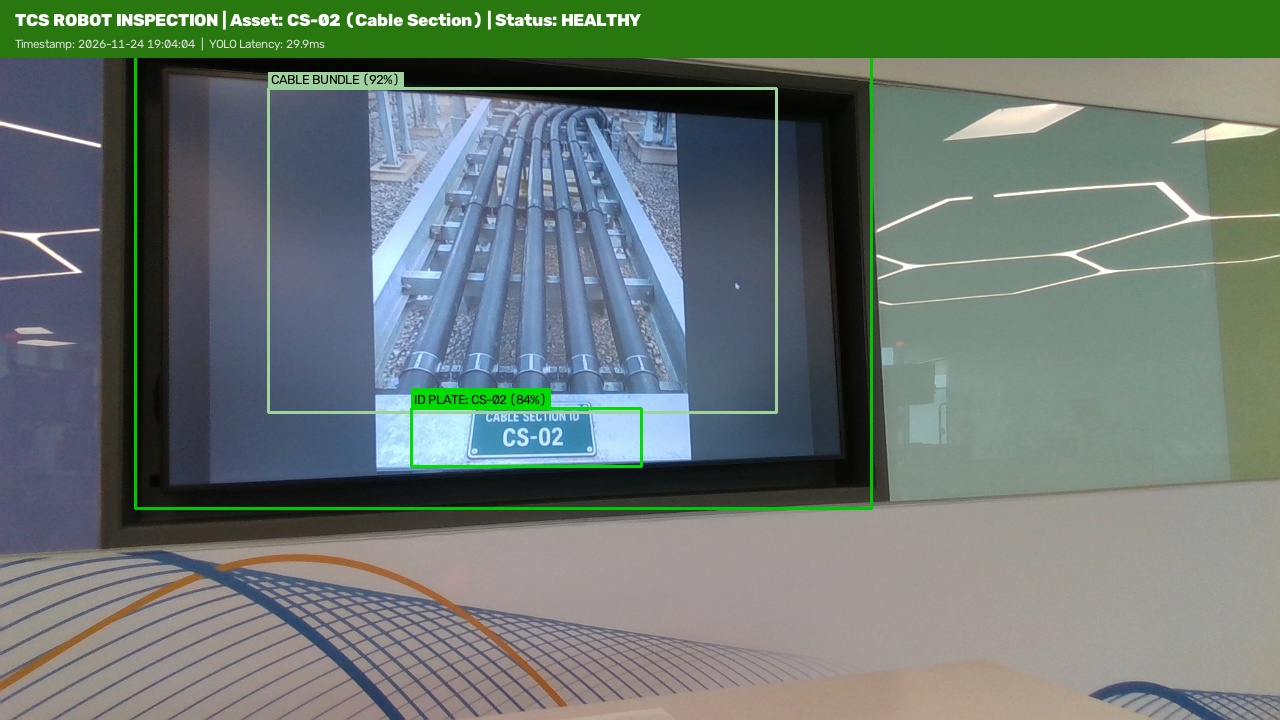 TCS ROBOT INSPECTION | Asset: CS-02 (Cable Section) | Status: HEALTHY
Timestamp: 2026-11-24 19:04:04 | YOLO Latency: 29.9ms
CABLE BUNDLE (92%)
ID PLATE: CS-02 (84%)
CABLE SECTION ID
CS-02